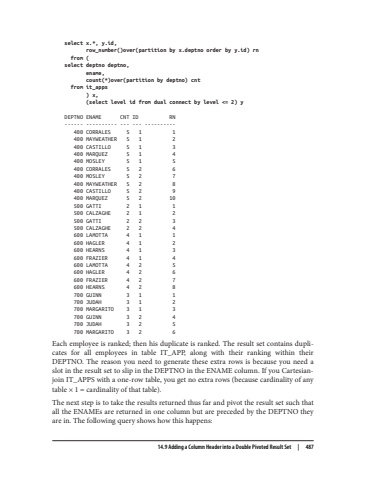 select x.*, y.id,
row_number()over(partition by x.deptno order by y.id) rn
from (
select deptno deptno,
ename,
count(*)over(partition by deptno) cnt
from it_apps
) x,
(select level id from dual connect by level <= 2) y
DEPTNO ENAME CNT ID RN
------ ---------- --- --- ----------
400 CORRALES 5 1 1
400 MAYWEATHER 5 1 2
400 CASTILLO 5 1 3
400 MARQUEZ 5 1 4
400 MOSLEY 5 1 5
400 CORRALES 5 2 6
400 MOSLEY 5 2 7
400 MAYWEATHER 5 2 8
400 CASTILLO 5 2 9
400 MARQUEZ 5 2 10
500 GATTI 2 1 1
500 CALZAGHE 2 1 2
500 GATTI 2 2 3
500 CALZAGHE 2 2 4
600 LAMOTTA 4 1 1
600 HAGLER 4 1 2
600 HEARNS 4 1 3
600 FRAZIER 4 1 4
600 LAMOTTA 4 2 5
600 HAGLER 4 2 6
600 FRAZIER 4 2 7
600 HEARNS 4 2 8
700 GUINN 3 1 1
700 JUDAH 3 1 2
700 MARGARITO 3 1 3
700 GUINN 3 2 4
700 JUDAH 3 2 5
700 MARGARITO 3 2 6
Each employee is ranked; then his duplicate is ranked. The result set contains dupli-
cates for all employees in table IT_APP, along with their ranking within their
DEPTNO. The reason you need to generate these extra rows is because you need a
slot in the result set to slip in the DEPTNO in the ENAME column. If you Cartesian-
join IT_APPS with a one-row table, you get no extra rows (because cardinality of any
table × 1 = cardinality of that table).
The next step is to take the results returned thus far and pivot the result set such that
all the ENAMEs are returned in one column but are preceded by the DEPTNO they
are in. The following query shows how this happens:
14.9 Adding a Column Header into a Double Pivoted Result Set | 487